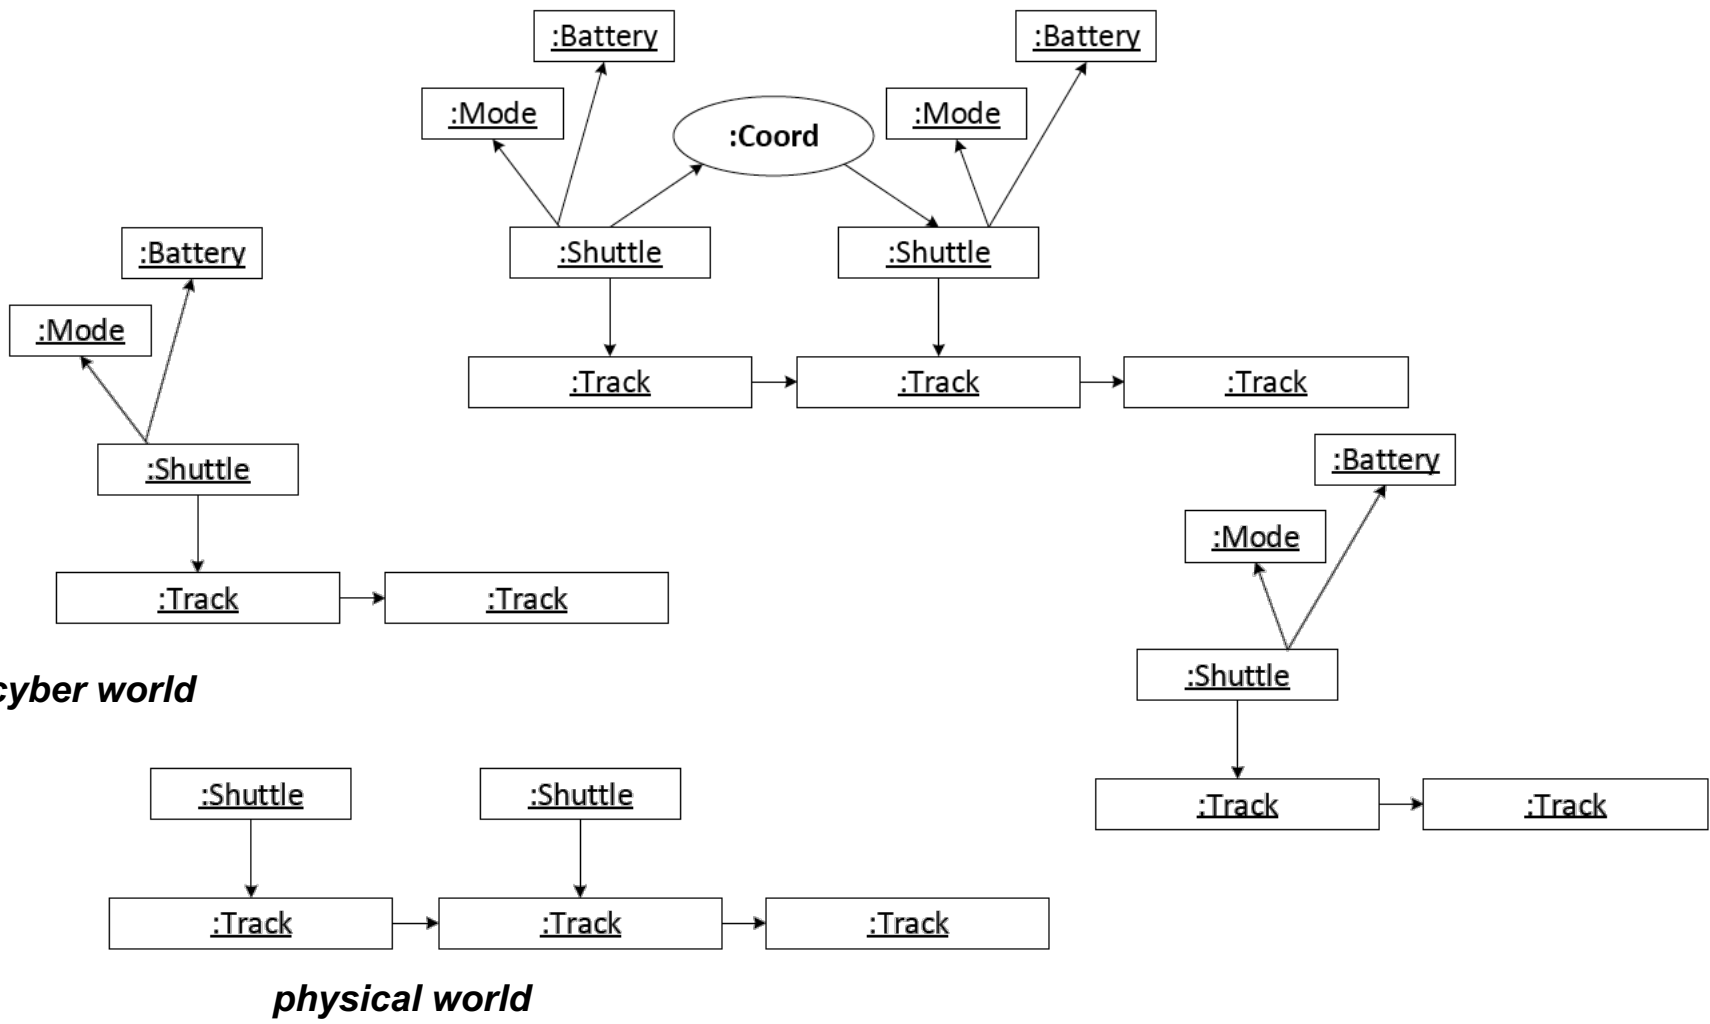 :Battery
:Battery
:Mode
:Coord
:Mode
:Shuttle
:Shuttle
:Battery
:Mode
:Track
:Track
:Track
:Shuttle
:Battery
:Mode
:Track
:Track
:Shuttle
cyber world
:Shuttle
:Shuttle
:Track
:Track
:Track
:Track
:Track
physical world